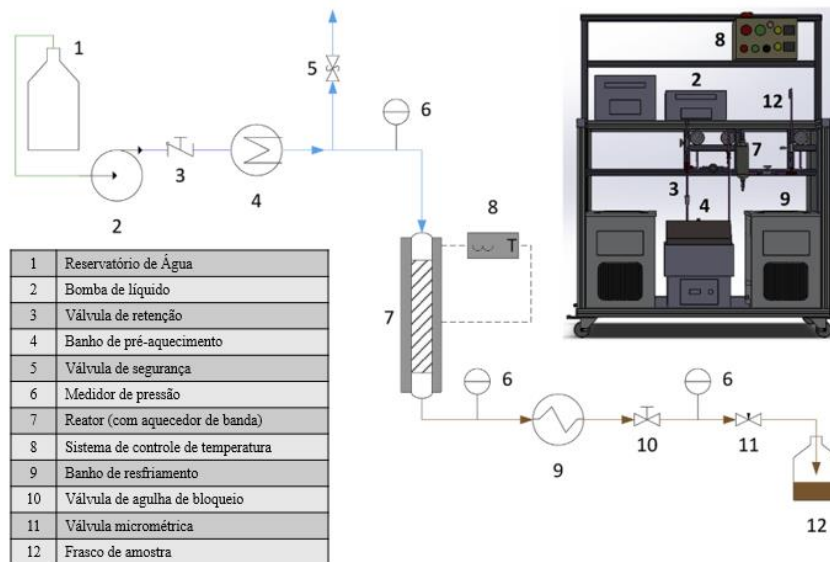 1
2
3
4
5
6
7
8
T
6
9
10
6
11
12
8
2
12
7
3
4
9
1 Reservatório de Água
2 Bomba de líquido
3 Válvula de retenção
4 Banho de pré-aquecimento
5 Válvula de segurança
6 Medidor de pressão
7 Reator (com aquecedor de banda)
8 Sistema de controle de temperatura
9 Banho de resfriamento
10 Válvula de agulha de bloqueio
11 Válvula micrométrica
12 Frasco de amostra